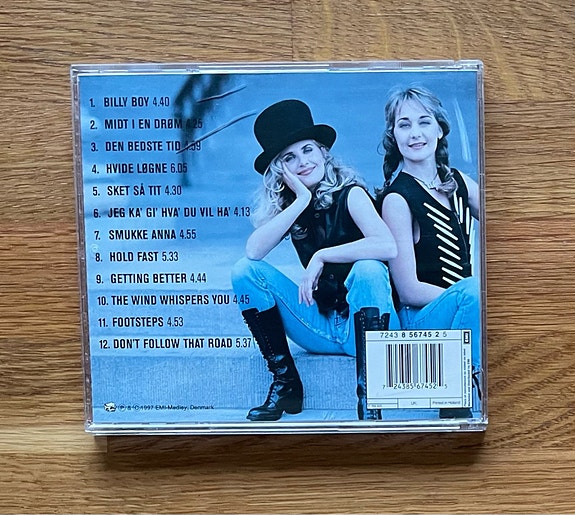 1. BILLY BOY 4.40
2. MIDT I EN DRØM 4.25
3. DEN BEDSTE TID 4.39
4. HVIDE LØGNE 6.05
5. SKET SÅ TIT 4.30
6. JEG KA' GI' HVA' DU VIL HA' 4.13
7. SMUKKE ANNA 4.55
8. HOLD FAST 5.33
9. GETTING BETTER 4.44
10. THE WIND WHISPERS YOU 4.45
11. FOOTSTEPS 4.53
12. DON'T FOLLOW THAT ROAD 5.37
7243 8 56745 2 5
7 24385 67452 5
UK:
Printed in Holland
EMI
℗ & © 1997 EMI-Medley, Denmark